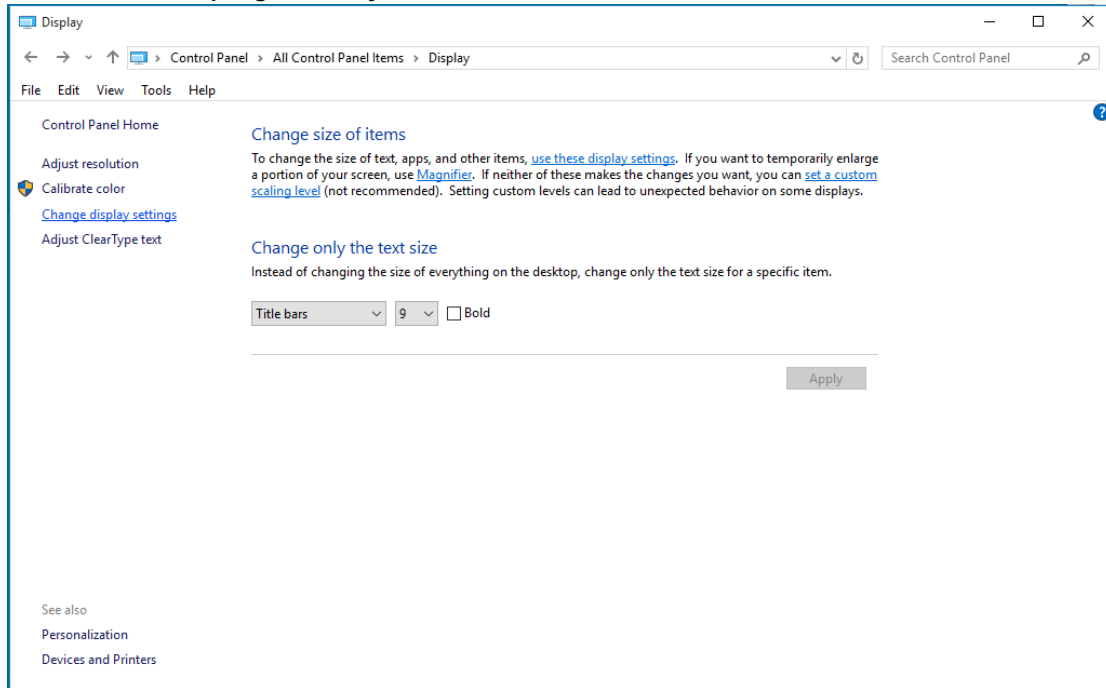 Display
Control Panel > All Control Panel Items > Display
Search Control Panel
File Edit View Tools Help
Control Panel Home
Adjust resolution
Calibrate color
Change display settings
Adjust ClearType text
Change size of items
To change the size of text, apps, and other items, use these display settings. If you want to temporarily enlarge
a portion of your screen, use Magnifier. If neither of these makes the changes you want, you can set a custom
scaling level (not recommended). Setting custom levels can lead to unexpected behavior on some displays.
Change only the text size
Instead of changing the size of everything on the desktop, change only the text size for a specific item.
Title bars 9 Bold
Apply
See also
Personalization
Devices and Printers